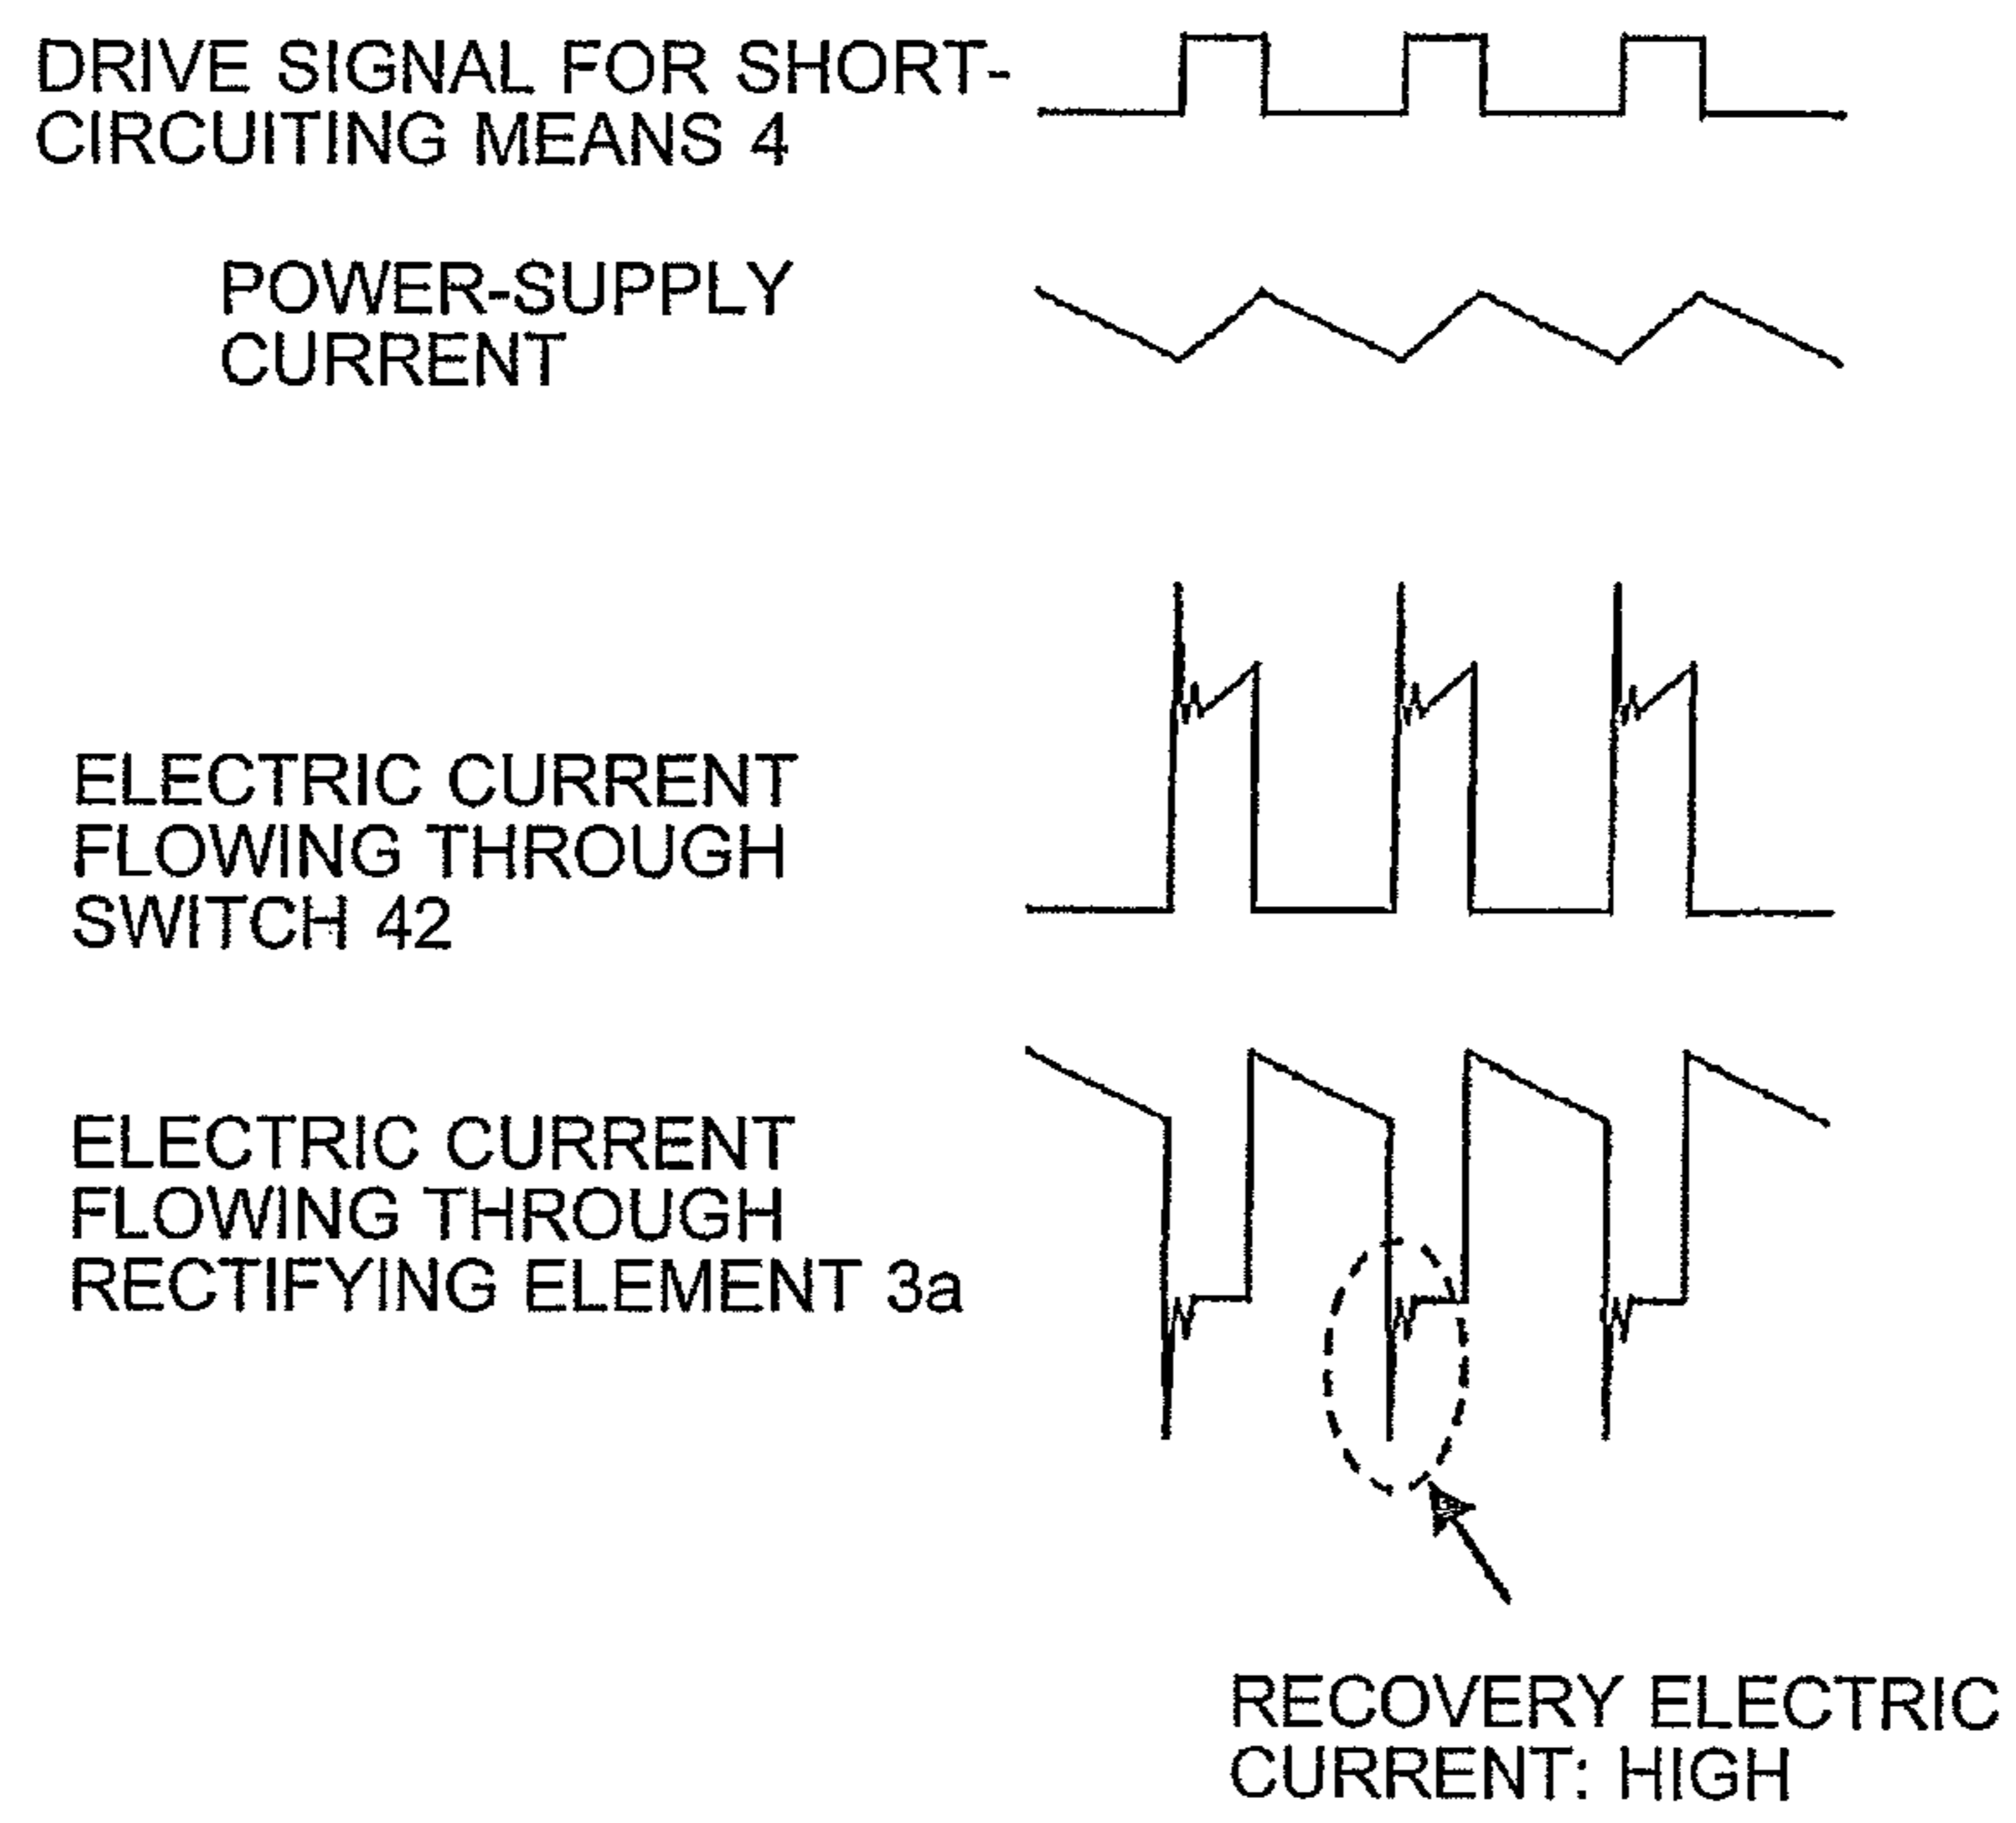 DRIVE SIGNAL FOR SHORT-
CIRCUITING MEANS 4
POWER-SUPPLY
CURRENT
ELECTRIC CURRENT
FLOWING THROUGH
SWITCH 42
ELECTRIC CURRENT
FLOWING THROUGH
RECTIFYING ELEMENT 3a
RECOVERY ELECTRIC
CURRENT: HIGH